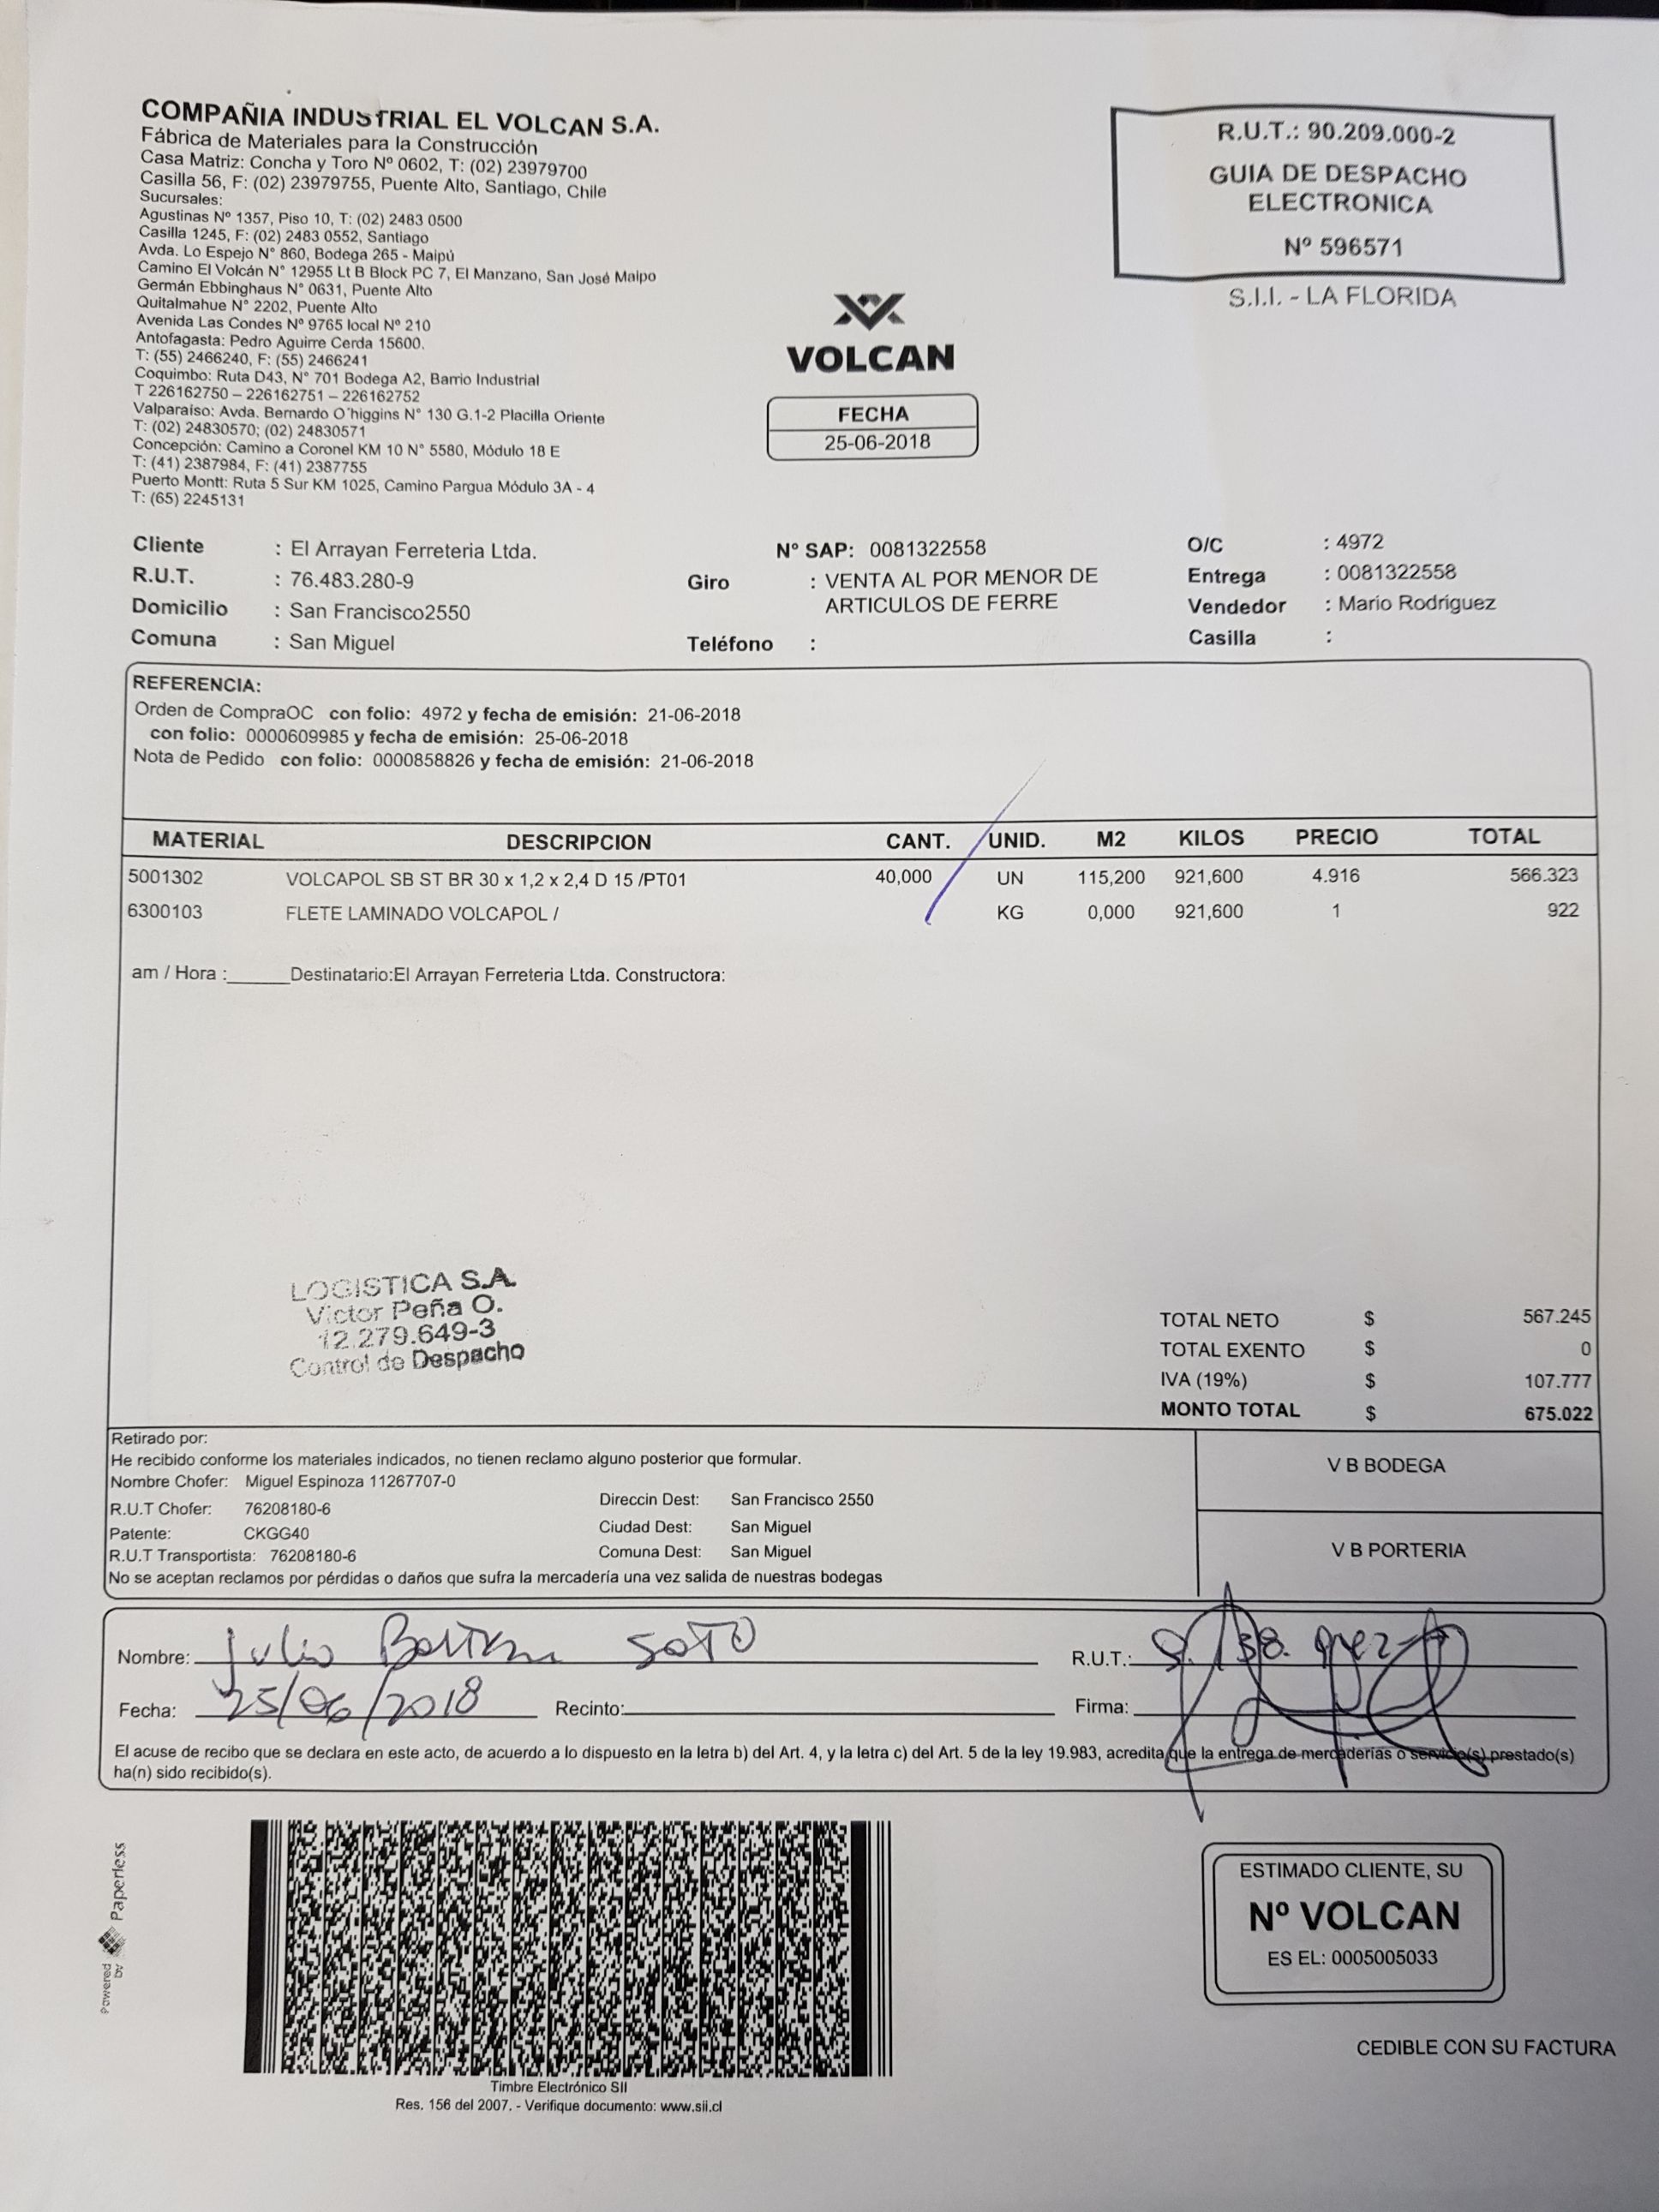 COMPAÑIA INDUSTRIAL EL VOLCAN S.A.
Fábrica de Materiales para la Construcción
Casa Matriz: Concha y Toro Nº 0602, T: (02) 23979700
Casilla 56, F: (02) 23979755, Puente Alto, Santiago, Chile
Sucursales:
Agustinas Nº 1357, Piso 10, T: (02) 2483 0500
Casilla 1245, F: (02) 2483 0552, Santiago
Avda. Lo Espejo N° 860, Bodega 265 - Maipú
Camino El Volcán N° 12955 Lt B Block PC 7, El Manzano, San José Maipo
Germán Ebbinghaus N° 0631, Puente Alto
Quitalmahue N° 2202, Puente Alto
Avenida Las Condes Nº 9765 local Nº 210
Antofagasta: Pedro Aguirre Cerda 15600.
T: (55) 2466240, F: (55) 2466241
Coquimbo: Ruta D43, N° 701 Bodega A2, Barrio Industrial
T 226162750 – 226162751 – 226162752
Valparaiso: Avda. Bernardo O´higgins N° 130 G.1-2 Placilla Oriente
T: (02) 24830570; (02) 24830571
Concepción: Camino a Coronel KM 10 N° 5580, Módulo 18 E
T: (41) 2387984, F: (41) 2387755
Puerto Montt: Ruta 5 Sur KM 1025, Camino Pargua Módulo 3A - 4
T: (65) 2245131
R.U.T.: 90.209.000-2
GUIA DE DESPACHO
ELECTRONICA
Nº 596571
S.I.I. - LA FLORIDA
VOLCAN
FECHA
25-06-2018
Cliente : El Arrayan Ferreteria Ltda. Nº SAP: 0081322558 O/C : 4972
R.U.T. : 76.483.280-9 Giro : VENTA AL POR MENOR DE Entrega : 0081322558
Domicilio : San Francisco2550 ARTICULOS DE FERRE Vendedor : Mario Rodriguez
Comuna : San Miguel Teléfono : Casilla :
REFERENCIA:
Orden de CompraOC con folio: 4972 y fecha de emisión: 21-06-2018
con folio: 0000609985 y fecha de emisión: 25-06-2018
Nota de Pedido con folio: 0000858826 y fecha de emisión: 21-06-2018
MATERIAL DESCRIPCION CANT. UNID. M2 KILOS PRECIO TOTAL
5001302 VOLCAPOL SB ST BR 30 x 1,2 x 2,4 D 15 /PT01 40,000 UN 115,200 921,600 4.916 566.323
6300103 FLETE LAMINADO VOLCAPOL / KG 0,000 921,600 1 922
am / Hora :______Destinatario:El Arrayan Ferreteria Ltda. Constructora:
LOGISTICA S.A.
Victor Peña O.
12.279.649-3
Control de Despacho
TOTAL NETO $ 567.245
TOTAL EXENTO $ 0
IVA (19%) $ 107.777
MONTO TOTAL $ 675.022
Retirado por:
He recibido conforme los materiales indicados, no tienen reclamo alguno posterior que formular.
Nombre Chofer: Miguel Espinoza 11267707-0
R.U.T Chofer: 76208180-6 Direccin Dest: San Francisco 2550
Patente: CKGG40 Ciudad Dest: San Miguel
R.U.T Transportista: 76208180-6 Comuna Dest: San Miguel
No se aceptan reclamos por pérdidas o daños que sufra la mercadería una vez salida de nuestras bodegas
V B BODEGA
V B PORTERIA
Nombre: Julio Soto R.U.T.:
Fecha: 25/06/2018 Recinto: Firma:
El acuse de recibo que se declara en este acto, de acuerdo a lo dispuesto en la letra b) del Art. 4, y la letra c) del Art. 5 de la ley 19.983, acredita que la entrega de mercaderias o servicio(s) prestado(s)
ha(n) sido recibido(s).
Powered by Paperless
Timbre Electrónico SII
Res. 156 del 2007. - Verifique documento: www.sii.cl
ESTIMADO CLIENTE, SU
Nº VOLCAN
ES EL: 0005005033
CEDIBLE CON SU FACTURA